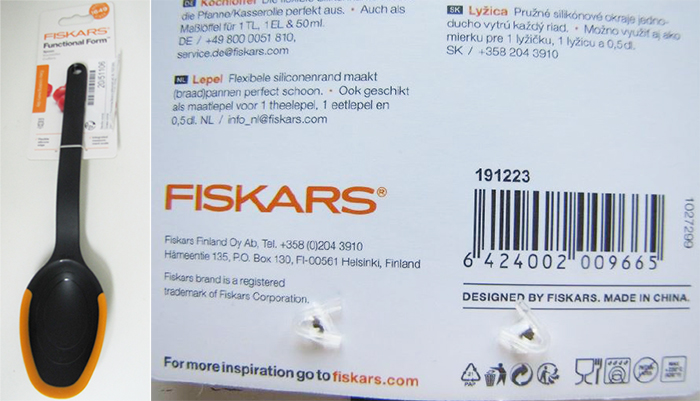 FISKARS
Functional Form™
20/51106
DE Kochlöffel
die Pfanne/Kasserole perfekt aus. • Auch als
Maßlöffel für 1 TL, 1 EL & 50ml.
DE / +49 800 0051 810,
service.de@fiskars.com
NL Lepel Flexibele siliconenrand maakt
(braad)pannen perfect schoon. • Ook geschikt
als maatlepel voor 1 theelepel, 1 eetlepel en
0,5dl. NL / info_nl@fiskars.com
SK Lyžica Pružné silikónové okraje jedno-
ducho vytrú každý riad. • Možno využiť aj ako
mierku pre 1 lyžičku, 1 lyžicu a 0,5dl.
SK / +358 204 3910
FISKARS®
Fiskars Finland Oy Ab, Tel. +358 (0)204 3910
Hämeentie 135, P.O. Box 130, FI-00561 Helsinki, Finland
Fiskars brand is a registered
trademark of Fiskars Corporation.
191223
6 424002 009665
1027299
DESIGNED BY FISKARS. MADE IN CHINA.
For more inspiration go to fiskars.com
21
PAP